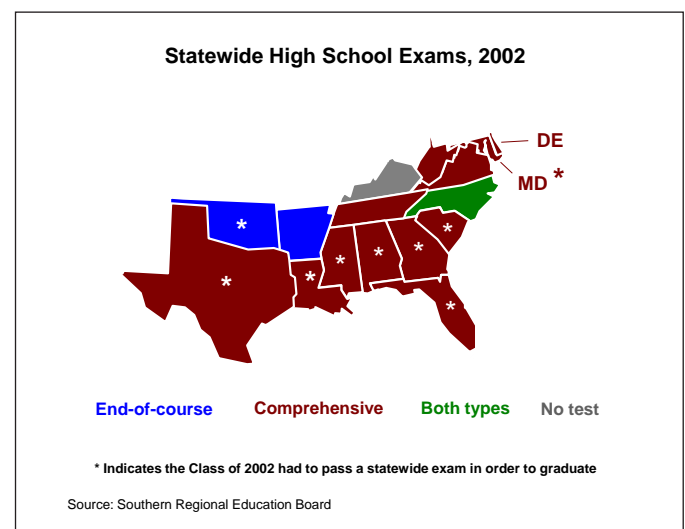 Statewide High School Exams, 2002
DE
MD *
*
*
*
*
*
*
*
*
End-of-course Comprehensive Both types No test
* Indicates the Class of 2002 had to pass a statewide exam in order to graduate
Source: Southern Regional Education Board